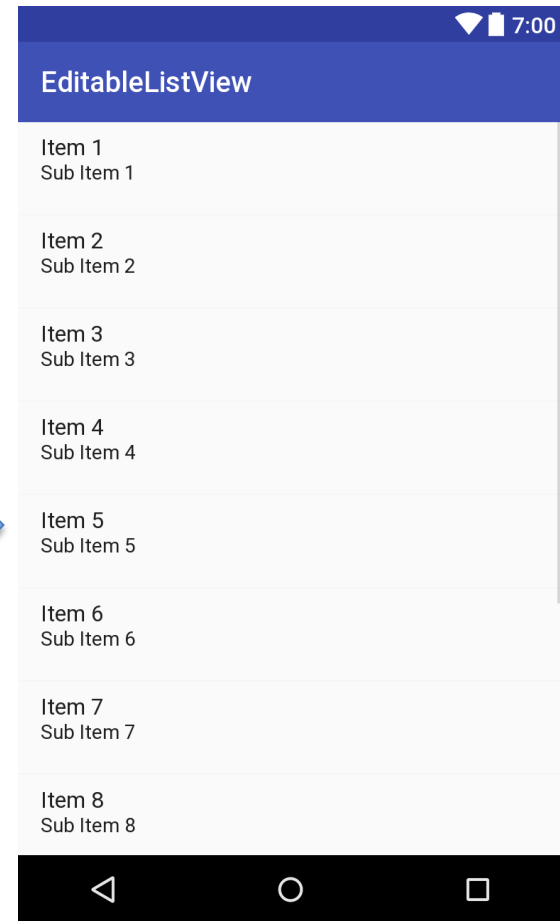 7:00
EditableListView
Item 1
Sub Item 1
Item 2
Sub Item 2
Item 3
Sub Item 3
Item 4
Sub Item 4
Item 5
Sub Item 5
Item 6
Sub Item 6
Item 7
Sub Item 7
Item 8
Sub Item 8